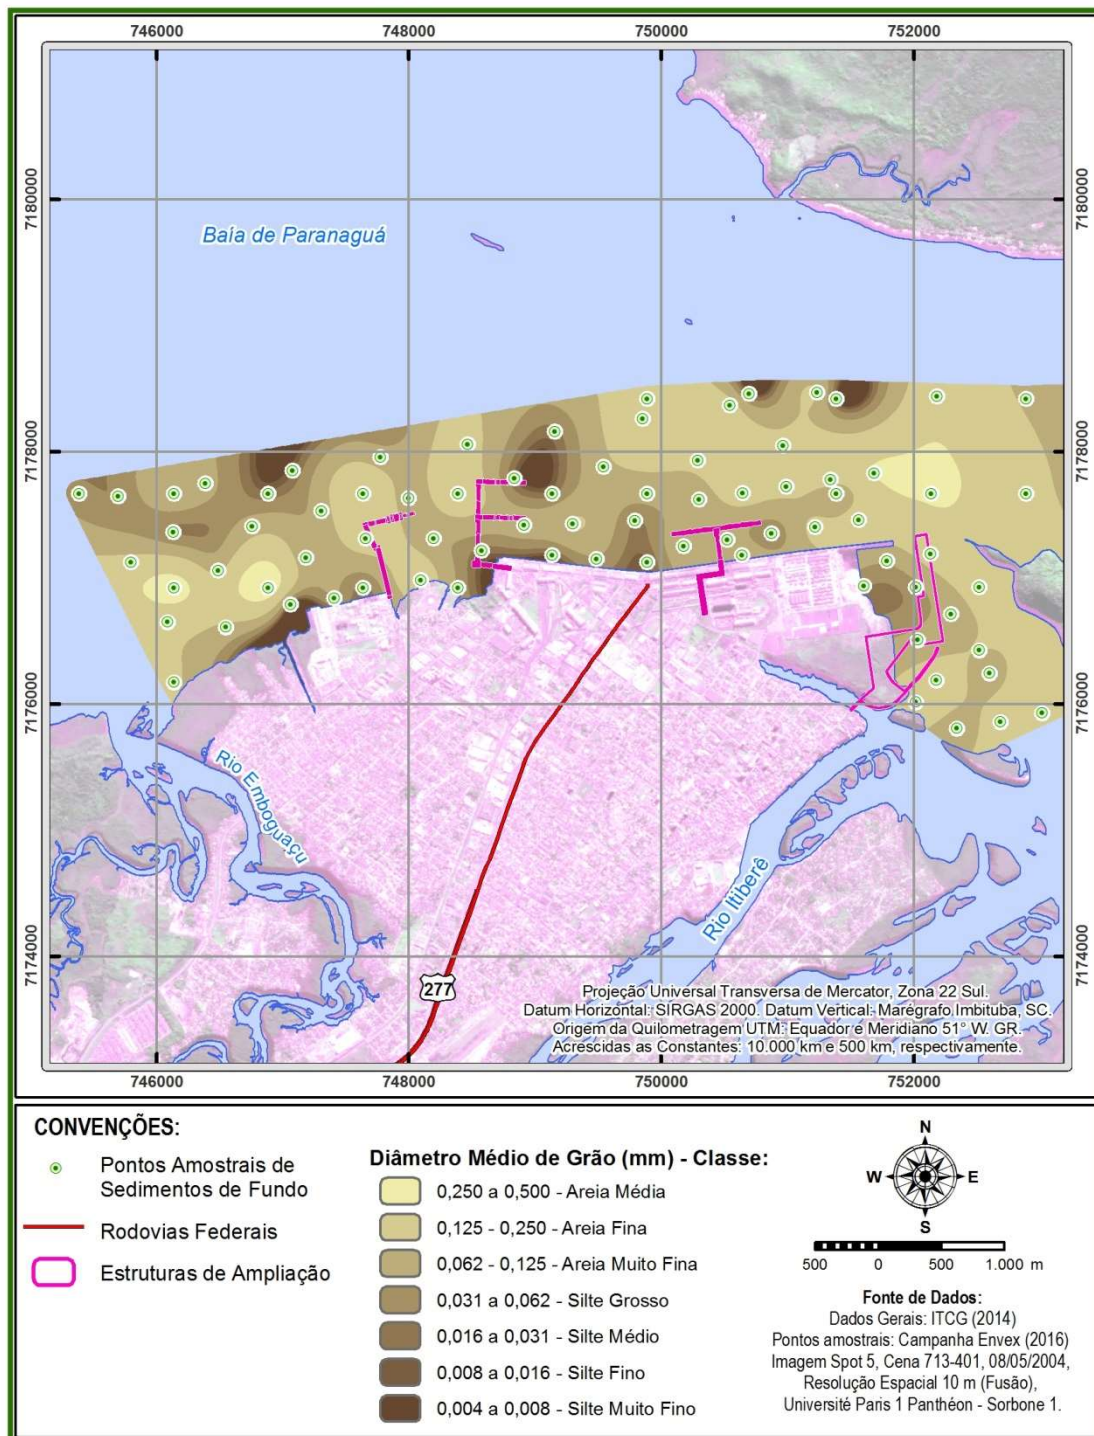 746000 748000 750000 752000
7180000 7180000
Baía de Paranaguá
7178000 7178000
7176000 7176000
Rio Emboguaçu
Rio Itiberê
7174000 7174000
277
Projeção Universal Transversa de Mercator, Zona 22 Sul.
Datum Horizontal: SIRGAS 2000. Datum Vertical: Marégrafo Imbituba, SC.
Origem da Quilometragem UTM: Equador e Meridiano 51° W. GR.
Acrescidas as Constantes: 10.000 km e 500 km, respectivamente.
746000 748000 750000 752000
CONVENÇÕES:
Pontos Amostrais de
Sedimentos de Fundo
Rodovias Federais
Estruturas de Ampliação
Diâmetro Médio de Grão (mm) - Classe:
0,250 a 0,500 - Areia Média
0,125 - 0,250 - Areia Fina
0,062 - 0,125 - Areia Muito Fina
0,031 a 0,062 - Silte Grosso
0,016 a 0,031 - Silte Médio
0,008 a 0,016 - Silte Fino
0,004 a 0,008 - Silte Muito Fino
N
W E
S
500 0 500 1.000 m
Fonte de Dados:
Dados Gerais: ITCG (2014)
Pontos amostrais: Campanha Envex (2016)
Imagem Spot 5, Cena 713-401, 08/05/2004,
Resolução Espacial 10 m (Fusão),
Université Paris 1 Panthéon - Sorbone 1.